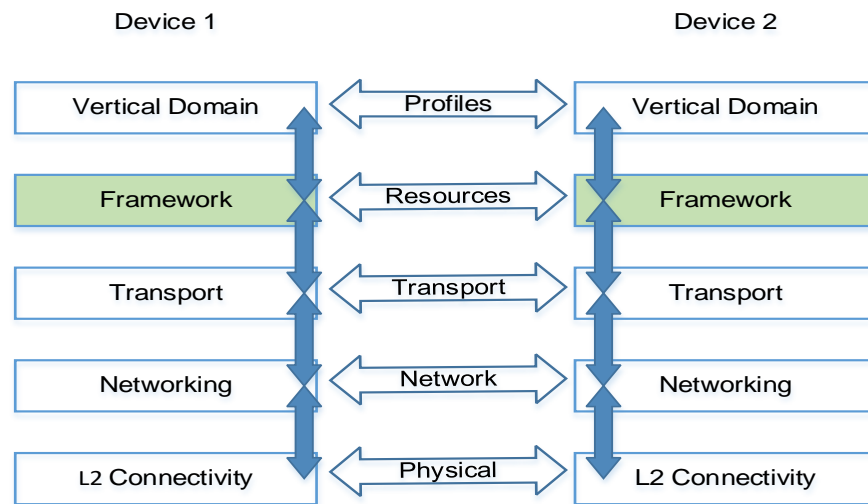 Device 1
Device 2
Vertical Domain
Profiles
Vertical Domain
Framework
Resources
Framework
Transport
Transport
Transport
Networking
Network
Networking
L2 Connectivity
Physical
L2 Connectivity